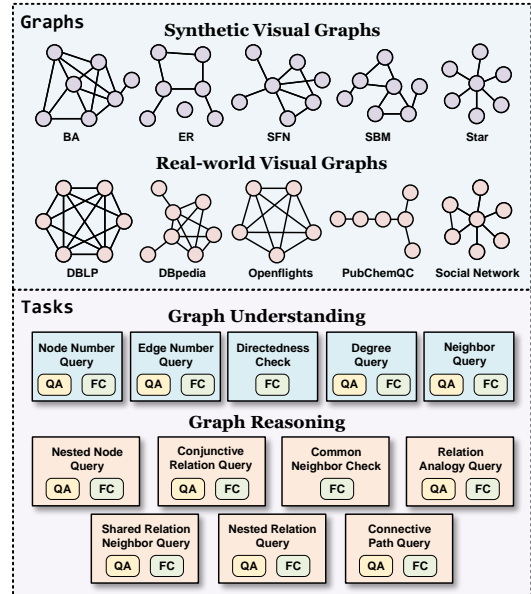 Graphs
Synthetic Visual Graphs
BA
ER
SFN
SBM
Star
Real-world Visual Graphs
DBLP
DBpedia
Openflights
PubChemQC
Social Network
Tasks
Graph Understanding
Node Number
Query
QA FC
Edge Number
Query
QA FC
Directedness
Check
FC
Degree
Query
QA FC
Neighbor
Query
QA FC
Graph Reasoning
Nested Node
Query
QA FC
Conjunctive
Relation Query
QA FC
Common
Neighbor Check
FC
Relation
Analogy Query
QA FC
Shared Relation
Neighbor Query
QA FC
Nested Relation
Query
QA FC
Connective
Path Query
QA FC